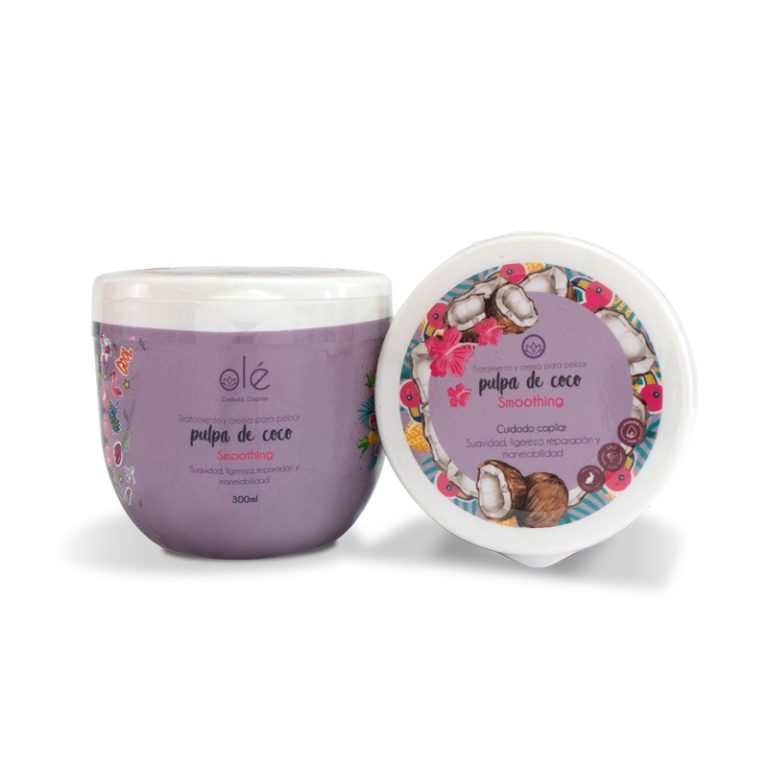 olé
Cuidado Capilar
Tratamiento y crema para peinar
pulpa de coco
Smoothing
Suavidad, ligereza, reparación y
manejabilidad
300ml
COOL
Tratamiento y crema para peinar
pulpa de coco
Smoothing
Cuidado capilar
Suavidad, ligereza reparación y
manejabilidad